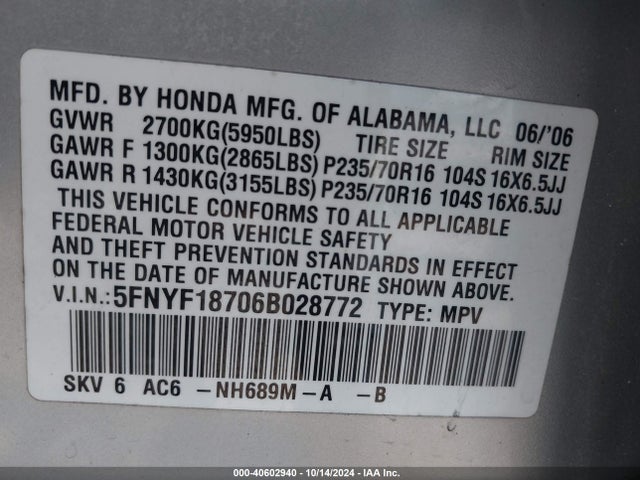 MFD. BY HONDA MFG. OF ALABAMA, LLC 06/'06
GVWR 2700KG(5950LBS) TIRE SIZE RIM SIZE
GAWR F 1300KG(2865LBS) P235/70R16 104S 16X6.5JJ
GAWR R 1430KG(3155LBS) P235/70R16 104S 16X6.5JJ
THIS VEHICLE CONFORMS TO ALL APPLICABLE
FEDERAL MOTOR VEHICLE SAFETY
AND THEFT PREVENTION STANDARDS IN EFFECT
ON THE DATE OF MANUFACTURE SHOWN ABOVE.
V.I.N.:5FNYF18706B028772 TYPE: MPV
SKV 6 AC6 -NH689M-A -B
000-40602940 - 10/14/2024 - IAA Inc.